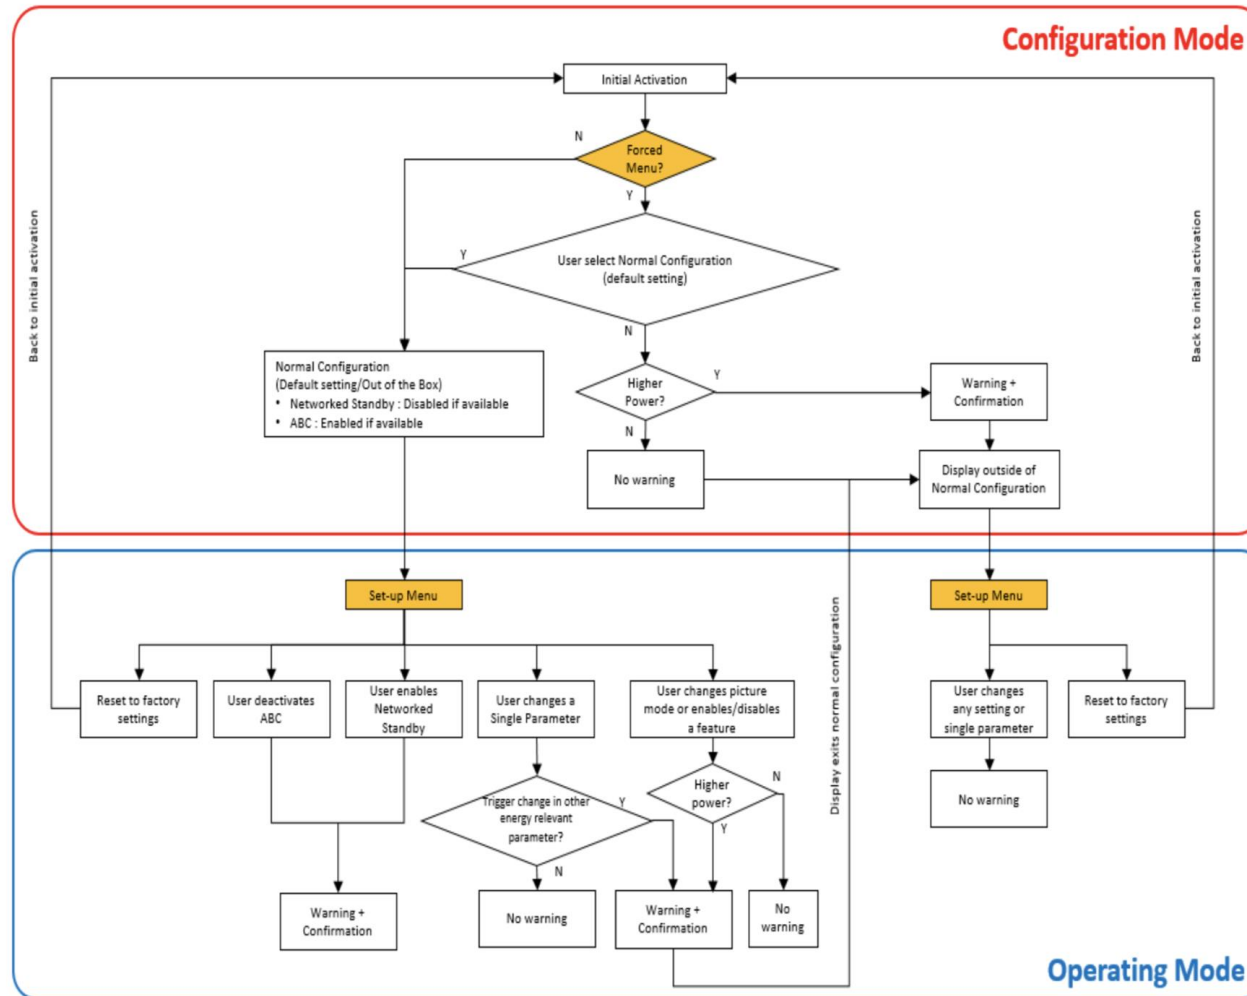 Configuration Mode
Initial Activation
N
Forced
Menu?
Y
Back to initial activation
Back to initial activation
Y
User select Normal Configuration
(default setting)
N
Normal Configuration
(Default setting/Out of the Box)
• Networked Standby : Disabled if available
• ABC : Enabled if available
Higher
Power?
Y
Warning +
Confirmation
N
No warning
Display outside of
Normal Configuration
Set-up Menu
Display exits normal configuration
Set-up Menu
Reset to factory
settings
User deactivates
ABC
User enables
Networked
Standby
User changes a
Single Parameter
User changes picture
mode or enables/disables
a feature
User changes
any setting or
single parameter
Reset to factory
settings
Trigger change in other
energy relevant
parameter?
Y
N
Higher
power?
N
Y
No warning
Warning +
Confirmation
No warning
Warning +
Confirmation
No
warning
Operating Mode